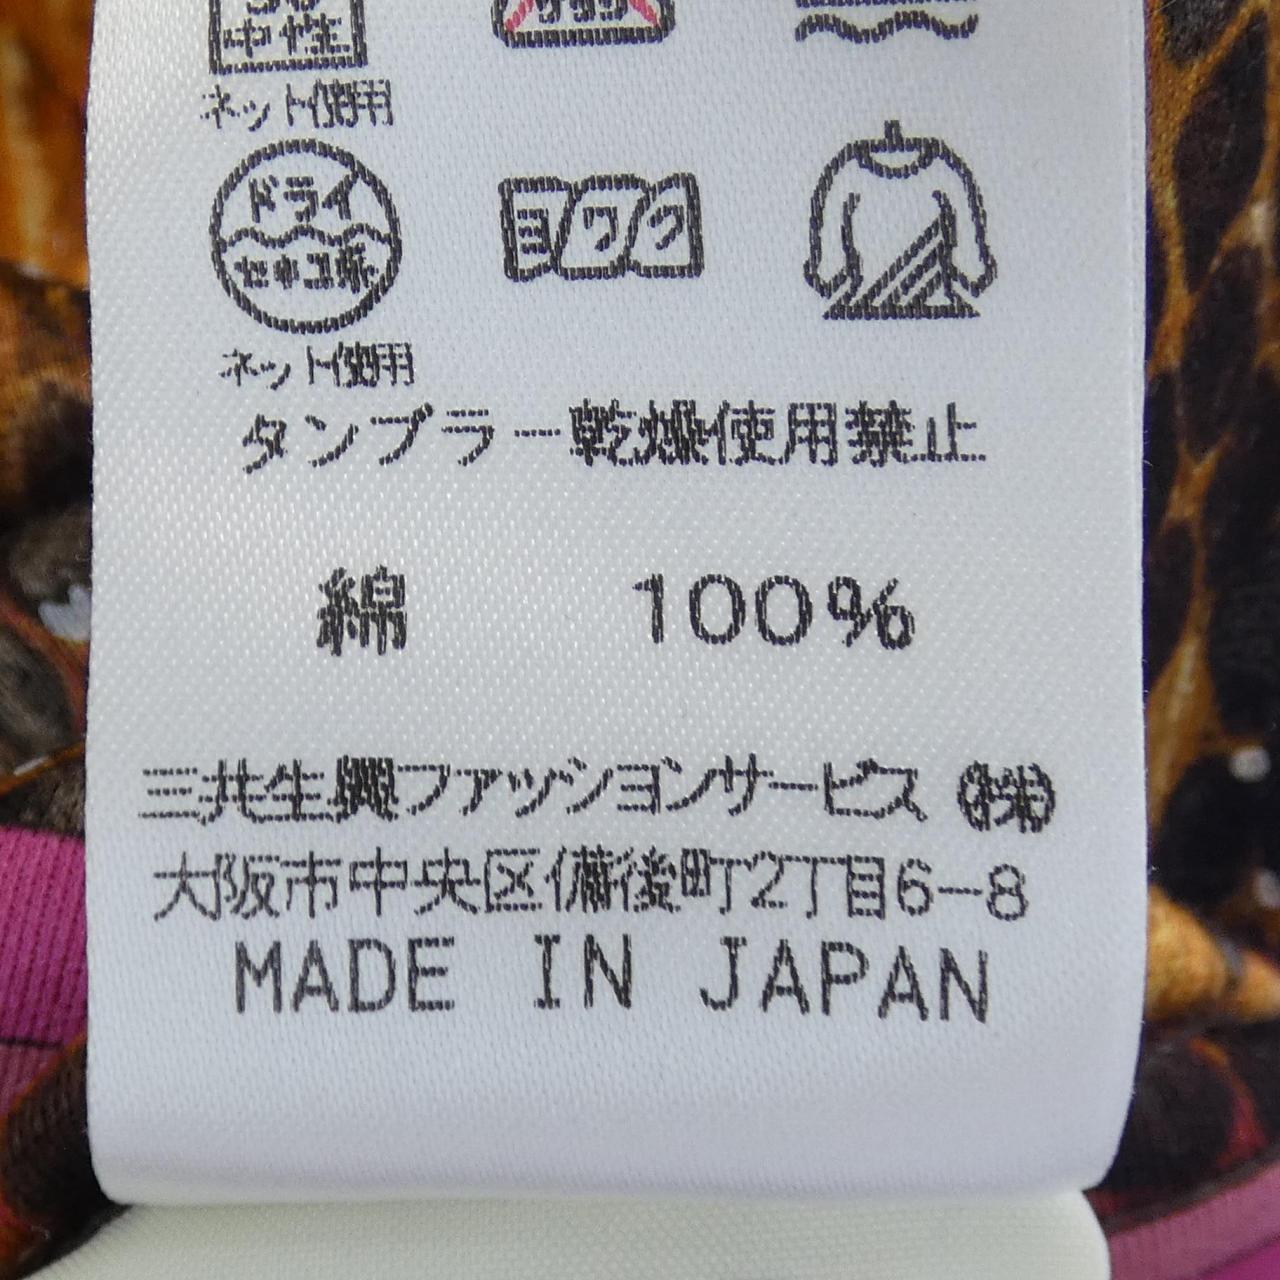 中性
ネット使用
ドライ
セキユ系
ヨワク
ネット使用
タンブラー乾燥使用禁止
綿 100%
三共生興ファッションサービス ㈱
大阪市中央区備後町2丁目6-8
MADE IN JAPAN